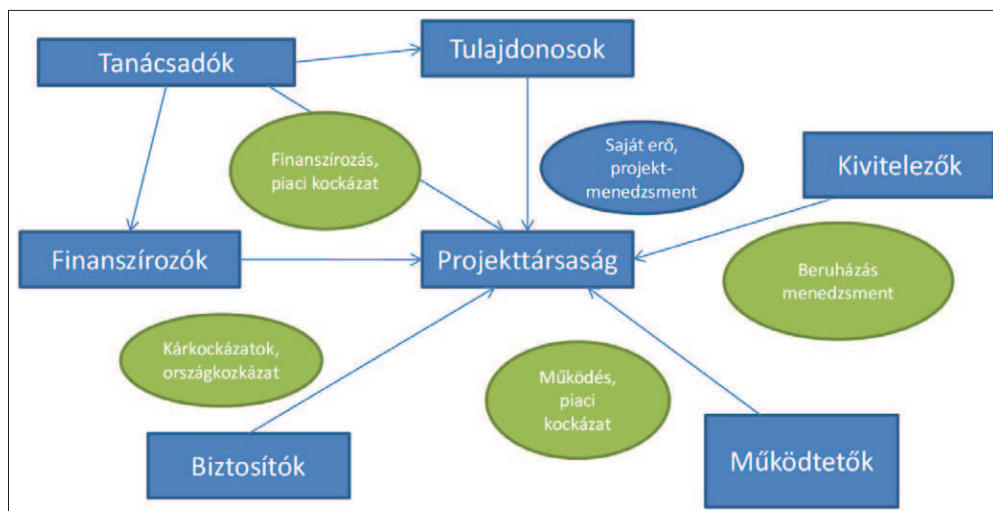 Tanácsadók
Tulajdonosok
Finanszírozás,
piaci kockázat
Saját erő,
projekt-
menedzsment
Kivitelezők
Finanszírozók
Projekttársaság
Beruházás
menedzsment
Kárkockázatok,
országkozkázat
Működés,
piaci
kockázat
Biztosítók
Működtetők